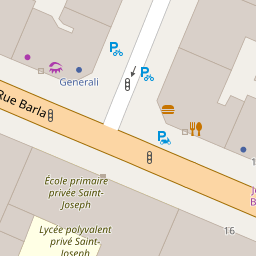 Generali
Rue Barla
École primaire
privée Saint-
Joseph
Lycée polyvalent
privé Saint-
Joseph
16